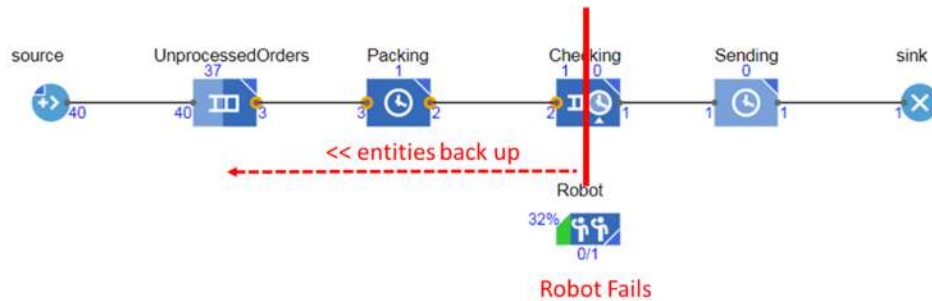 source UnprocessedOrders Packing Checking Sending sink
37 1 1 0 0
40 40 3 3 2 2 1 1 1 1
<< entities back up
Robot
32%
0/1
Robot Fails